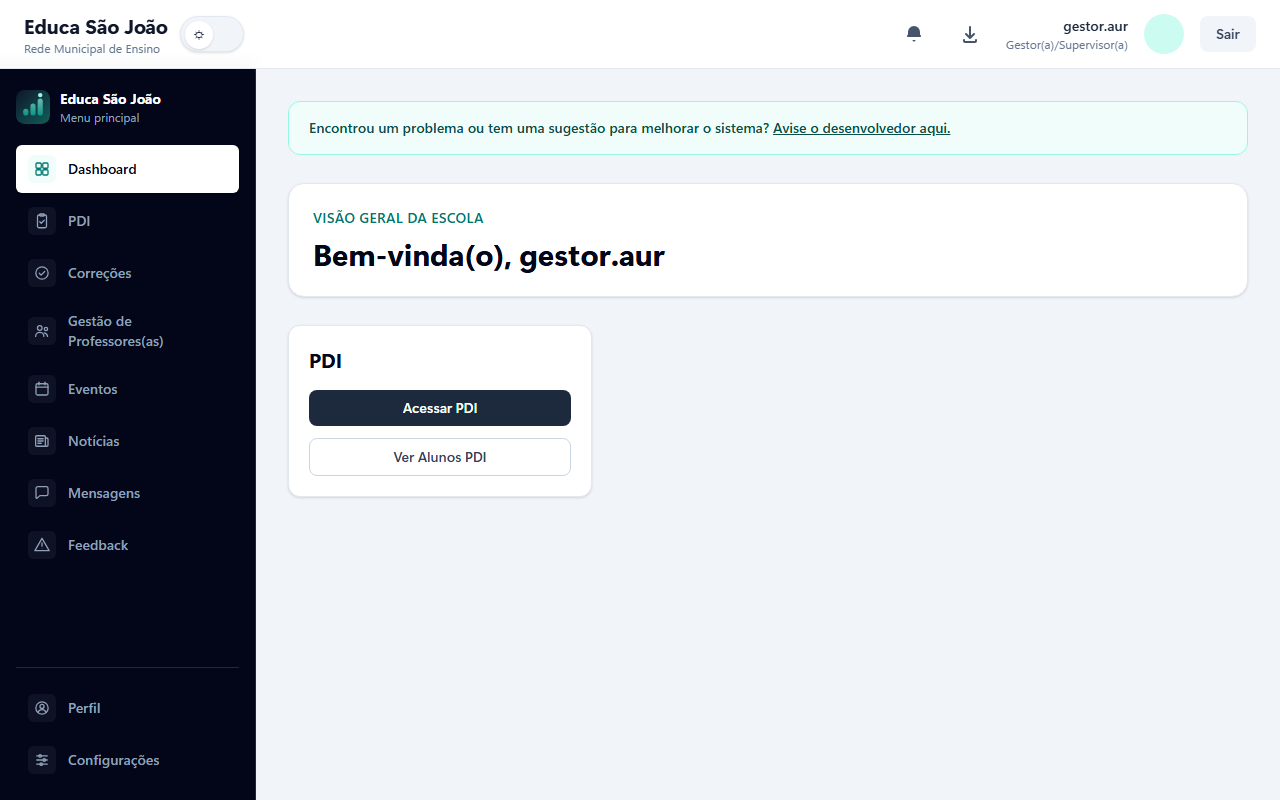 Educa São João
Rede Municipal de Ensino
gestor.aur
Gestor(a)/Supervisor(a)
Sair
Educa São João
Menu principal
Dashboard
PDI
Correções
Gestão de
Professores(as)
Eventos
Notícias
Mensagens
Feedback
Perfil
Configurações
Encontrou um problema ou tem uma sugestão para melhorar o sistema? Avise o desenvolvedor aqui.
VISÃO GERAL DA ESCOLA
Bem-vinda(o), gestor.aur
PDI
Acessar PDI
Ver Alunos PDI